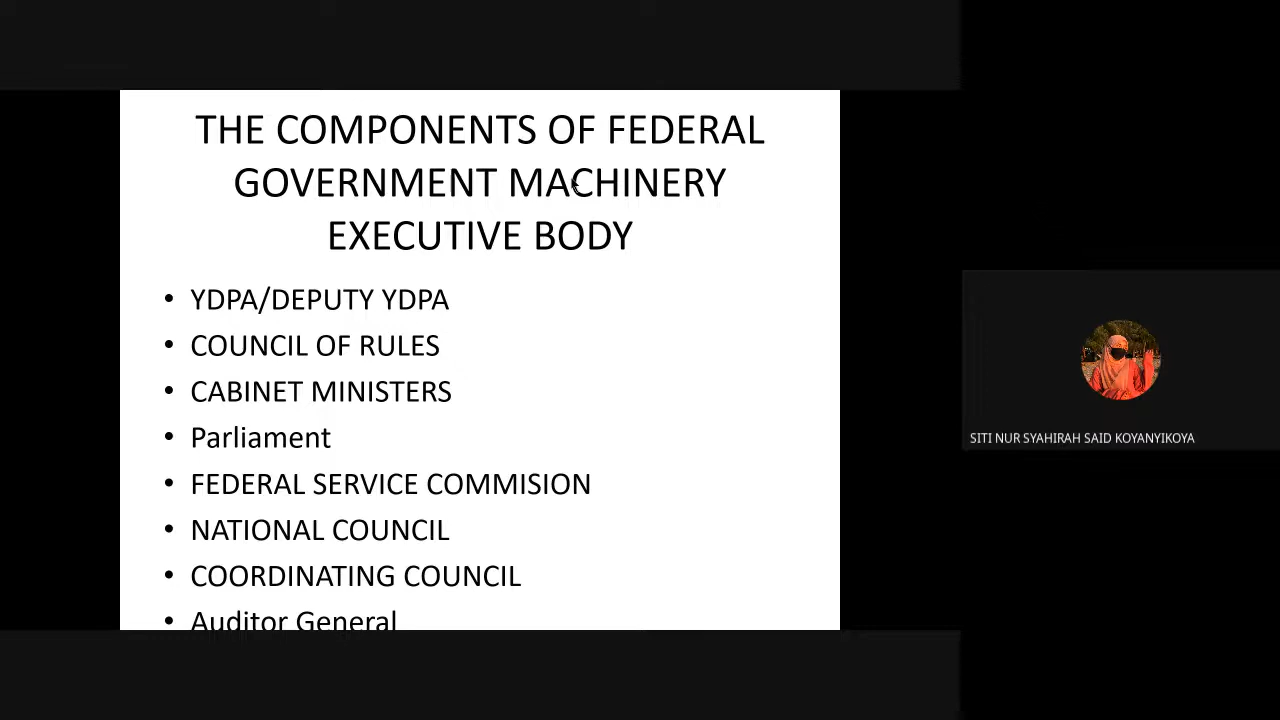 THE COMPONENTS OF FEDERAL
GOVERNMENT MACHINERY
EXECUTIVE BODY
• YDPA/DEPUTY YDPA
• COUNCIL OF RULES
• CABINET MINISTERS
• Parliament
• FEDERAL SERVICE COMMISION
• NATIONAL COUNCIL
• COORDINATING COUNCIL
• Auditor General
SITI NUR SYAHIRAH SAID KOYANYIKOYA